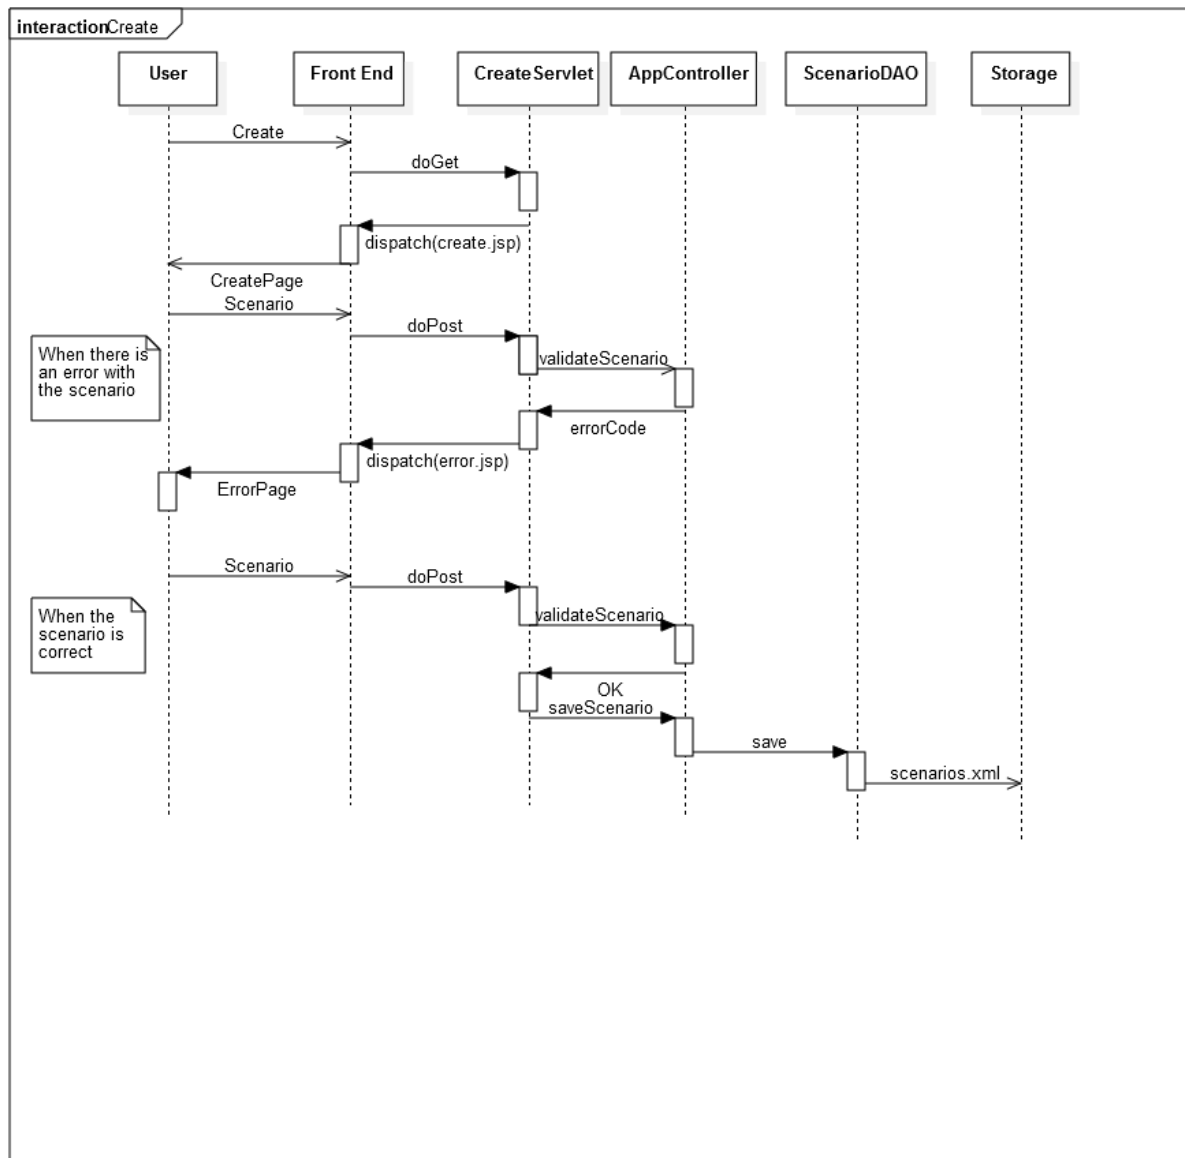 interactionCreate
User
Front End
CreateServlet
AppController
ScenarioDAO
Storage
Create
doGet
dispatch(create.jsp)
CreatePage
Scenario
doPost
When there is
an error with
the scenario
validateScenario
errorCode
dispatch(error.jsp)
ErrorPage
Scenario
doPost
When the
scenario is
correct
validateScenario
OK
saveScenario
save
scenarios.xml